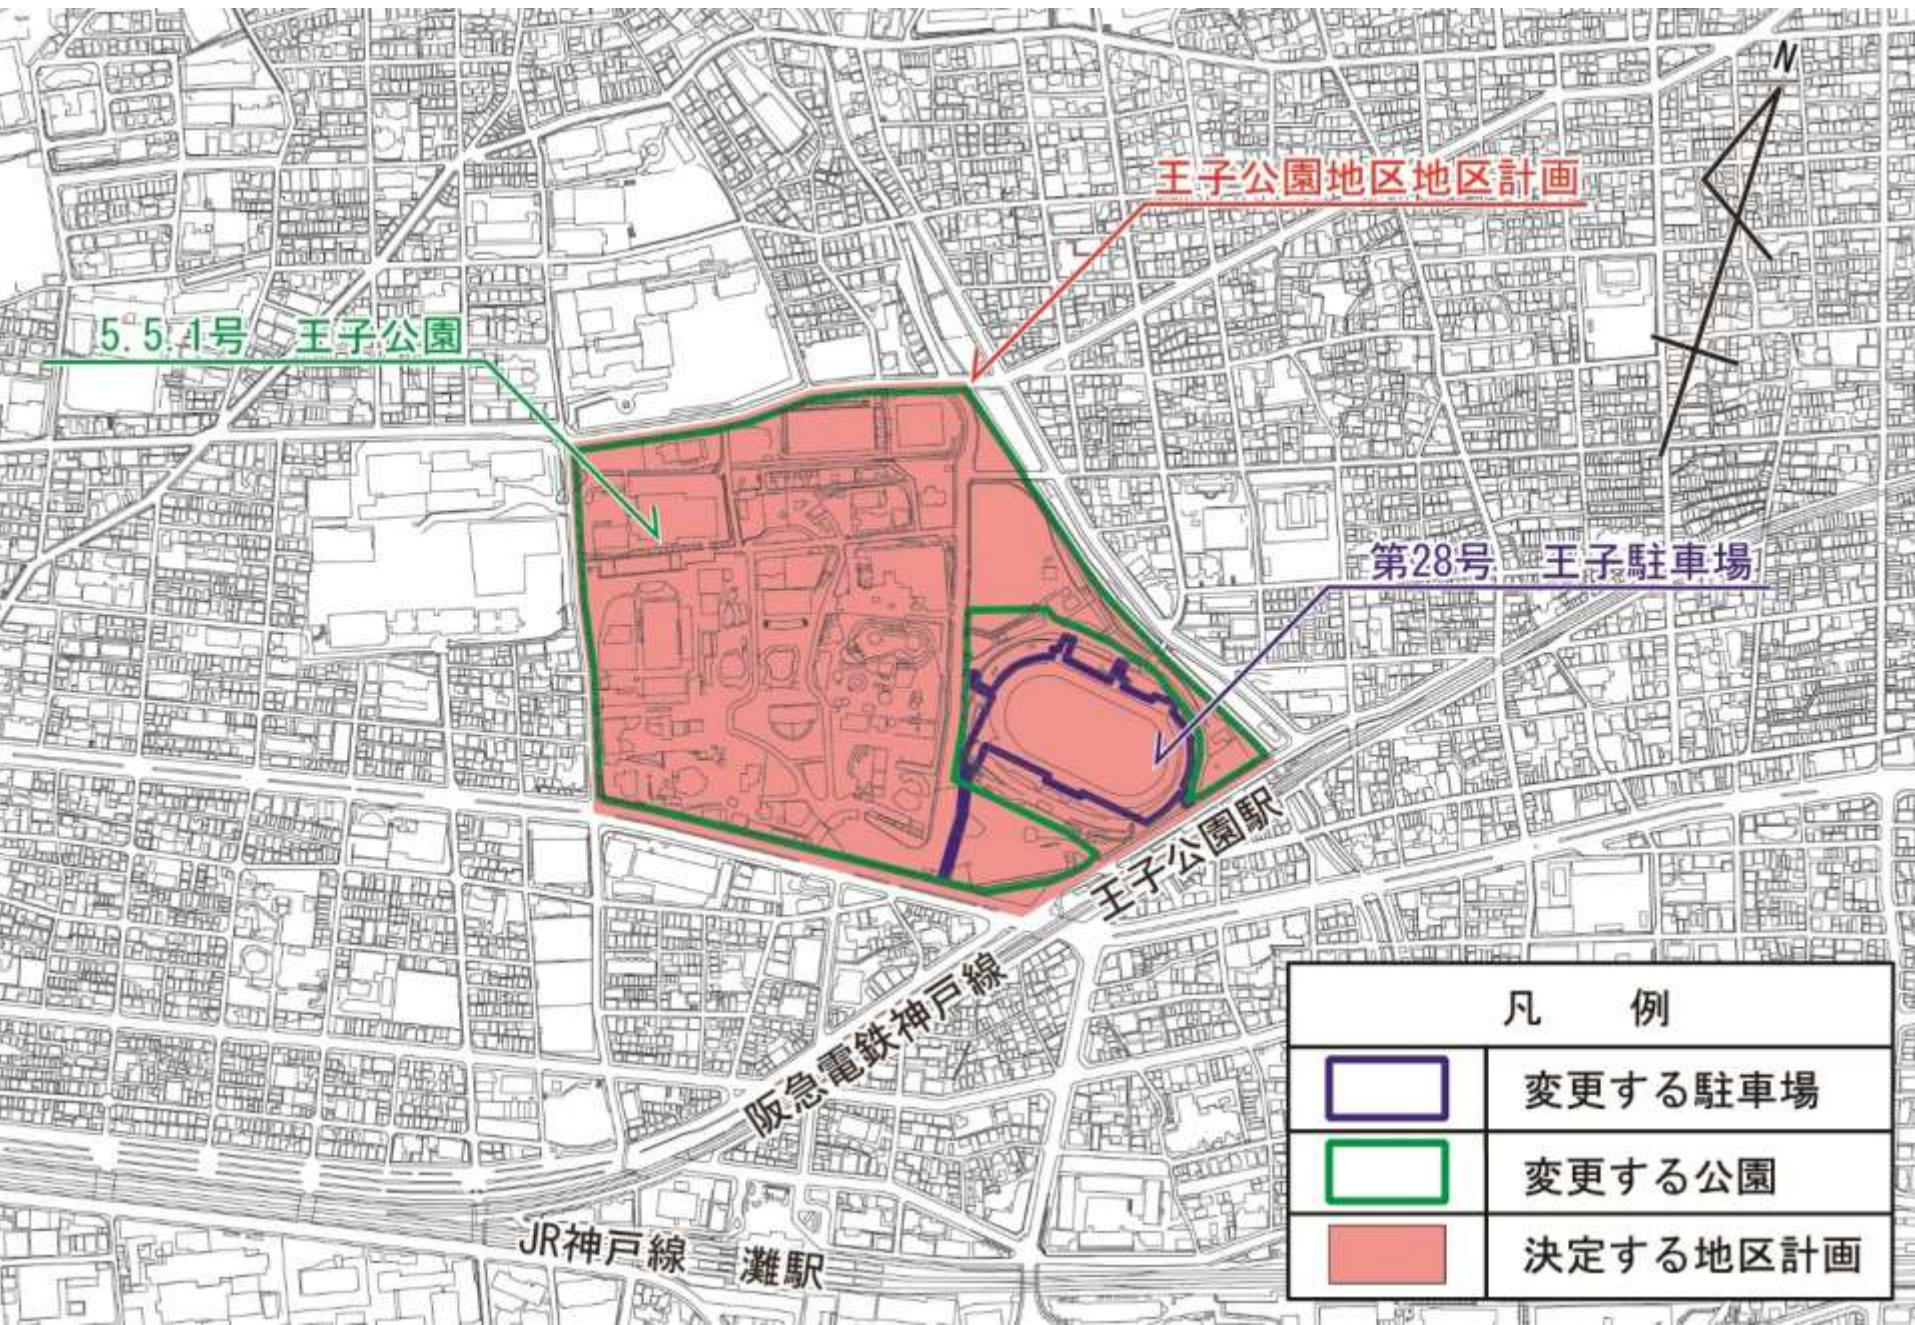 N
王子公園地区地区計画
5.5.1号 王子公園
第28号 王子駐車場
王子公園駅
阪急電鉄神戸線
JR神戸線 灘駅
凡 例
変更する駐車場
変更する公園
決定する地区計画